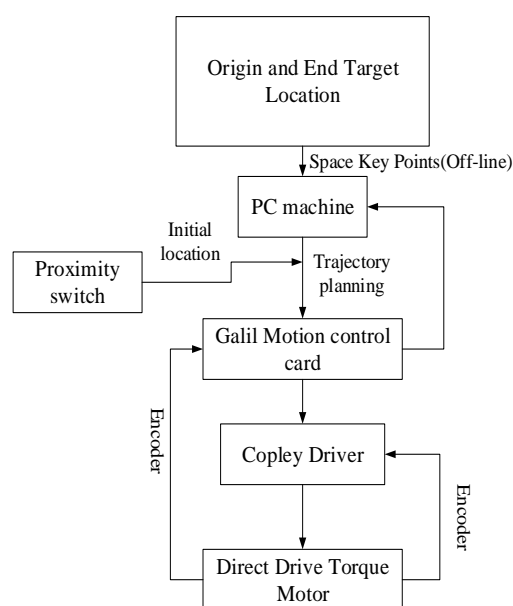 Origin and End Target
Location
Space Key Points(Off-line)
PC machine
Initial
location
Proximity
switch
Trajectory
planning
Galil Motion control
card
Encoder
Copley Driver
Encoder
Direct Drive Torque
Motor